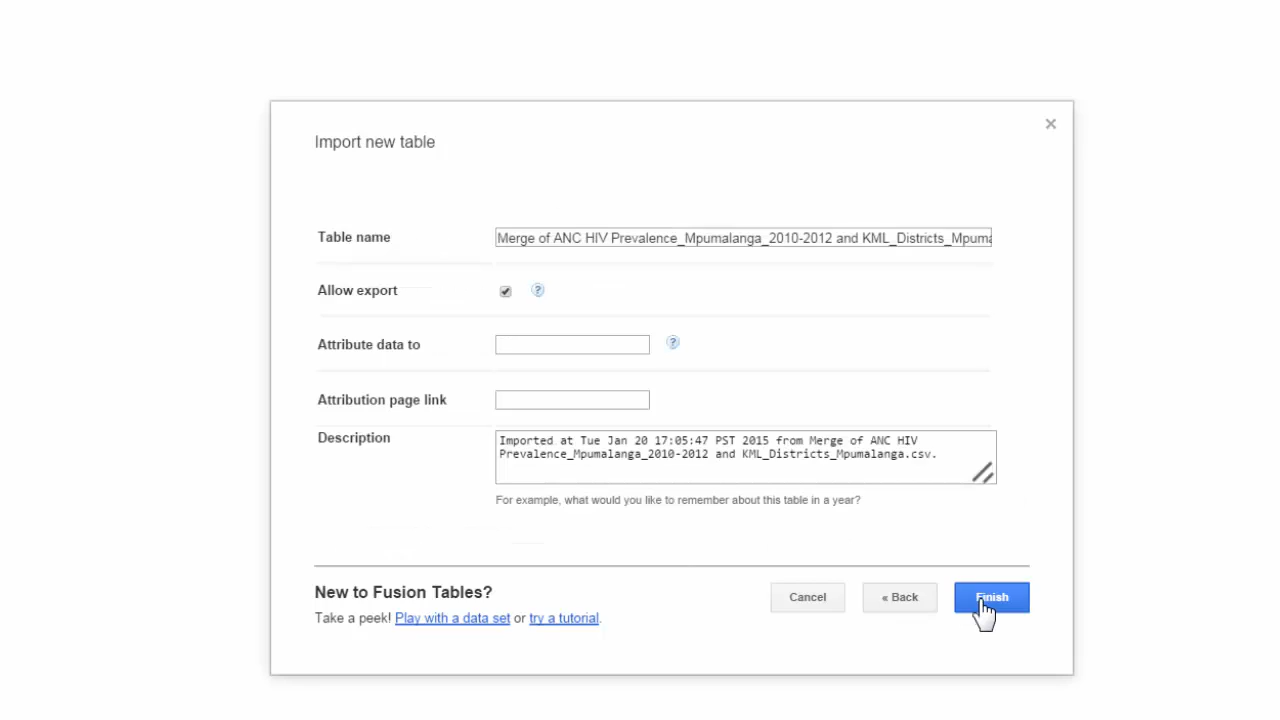 ×
Import new table
Table name
Merge of ANC HIV Prevalence_Mpumalanga_2010-2012 and KML_Districts_Mpuma
Allow export
?
Attribute data to
?
Attribution page link
Description
Imported at Tue Jan 20 17:05:47 PST 2015 from Merge of ANC HIV
Prevalence_Mpumalanga_2010-2012 and KML_Districts_Mpumalanga.csv.
For example, what would you like to remember about this table in a year?
New to Fusion Tables?
Take a peek! Play with a data set or try a tutorial.
Cancel
« Back
Finish